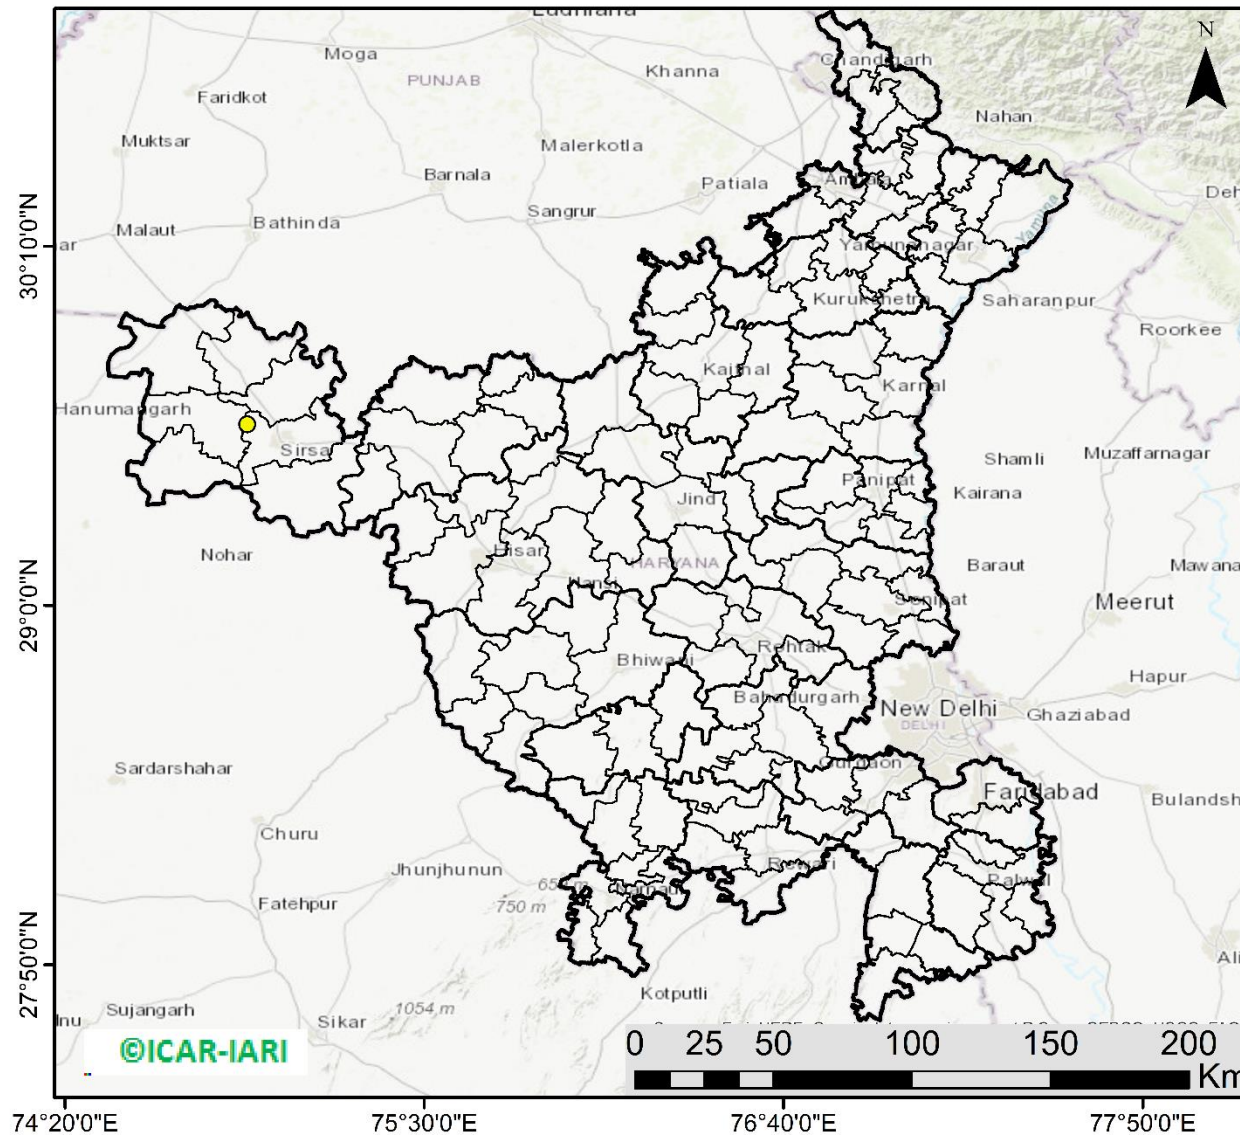 Ludhiana
N
Moga
PUNJAB
Khanna
Chandigarh
Faridkot
Nahan
Muktsar
Malerkotla
Barnala
Patiala
Ambala
Sangrur
Malaut
Bathinda
Yamuna
30°10'0"N
Yamunanagar
Kurukshetra
Saharanpur
Roorkee
Kaithal
Karnal
Hanumangarh
Sirsa
Shamli
Muzaffarnagar
Panipat
Kairana
Jind
Nohar
Hisar
HARYANA
Baraut
Mawana
Hansi
29°0'0"N
Sonipat
Meerut
Rohtak
Bhiwani
Hapur
Bahadurgarh
New Delhi
DELHI
Ghaziabad
Gurgaon
Sardarshahar
Faridabad
Bulandsh
Churu
Jhunjhunun
Rewari
Palwal
Narnaul
Fatehpur
750 m
27°50'0"N
Kotputli
Sujangarh
1054 m
Sikar
©ICAR-IARI
0 25 50 100 150 200
Km
74°20'0"E 75°30'0"E 76°40'0"E 77°50'0"E